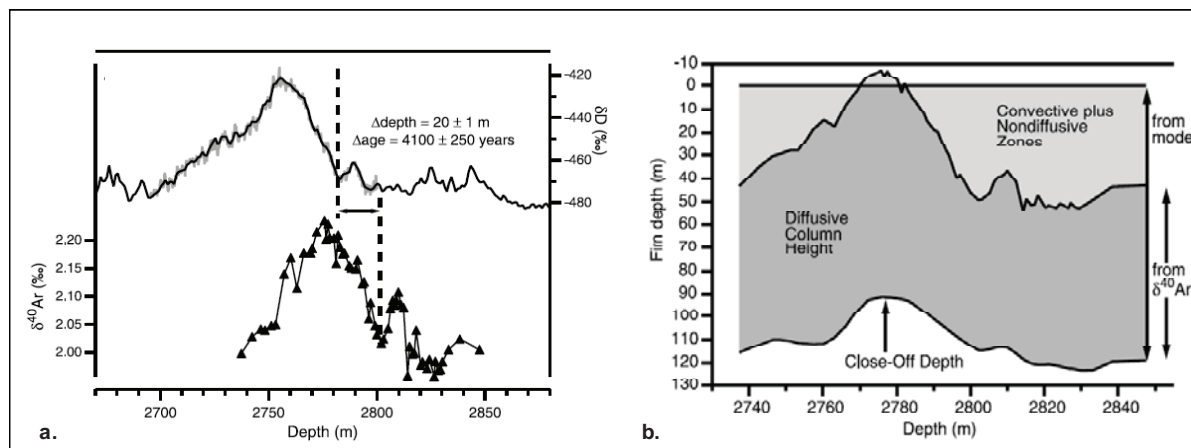 -420
-440
-460
-480
δD (‰)
Δdepth = 20 ± 1 m
Δage = 4100 ± 250 years
2.20
2.15
2.10
2.05
2.00
δ⁴⁰Ar (‰)
2700
2750
2800
2850
Depth (m)
a.
-10
0
10
20
30
40
50
60
70
80
90
100
110
120
130
Firn depth (m)
Convective plus
Nondiffusive
Zones
from
mode
Diffusive
Column
Height
from
δ⁴⁰Ar
Close-Off Depth
2740
2760
2780
2800
2820
2840
Depth (m)
b.